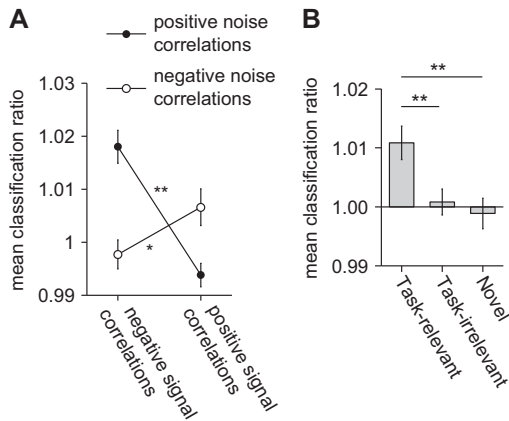 A
positive noise
correlations
negative noise
correlations
mean classification ratio
1.03
1.02
1.01
1
0.99
**
*
negative signal
correlations
positive signal
correlations
B
mean classification ratio
1.02
1.01
1.00
0.99
**
**
Task-relevant
Task-irrelevant
Novel